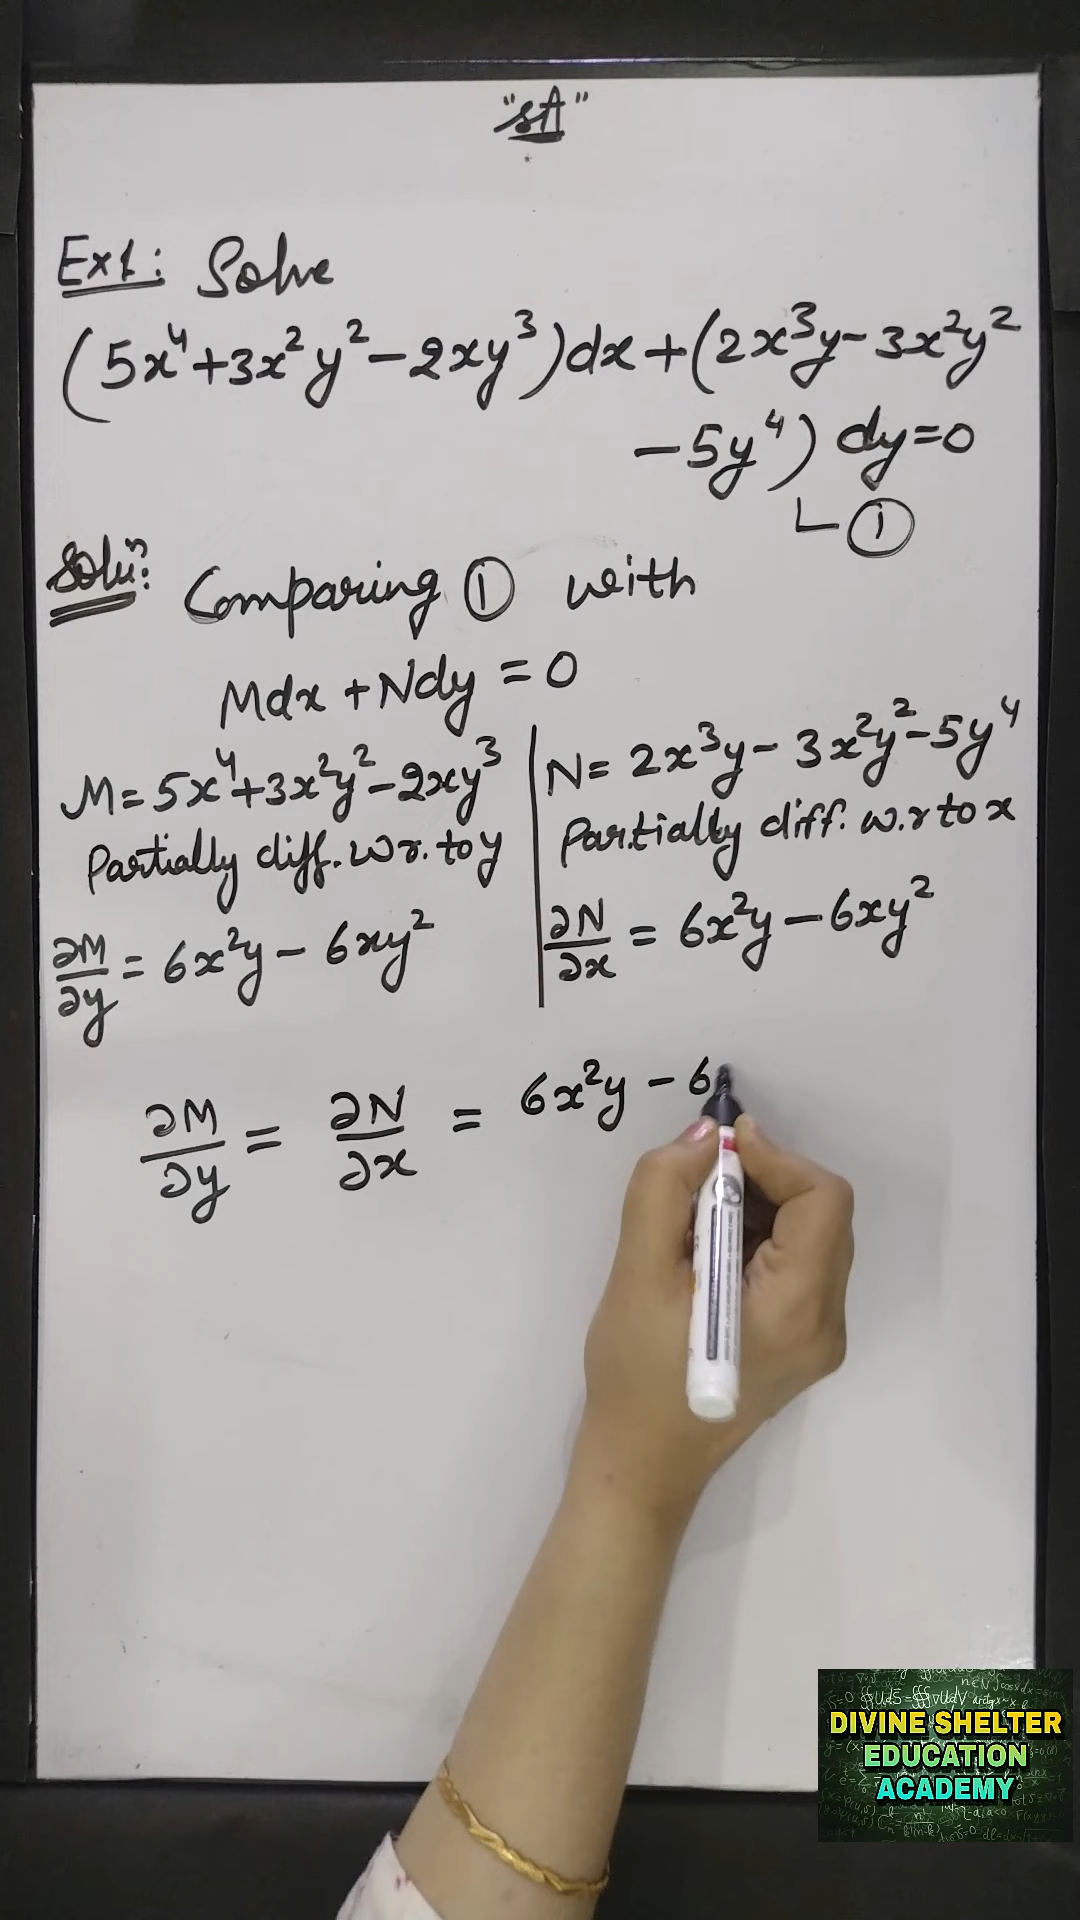 "SA"
Ex1: Solve
(5x⁴+3x²y²-2xy³)dx+(2x³y-3x²y²
-5y⁴) dy=0
①
Solu.ⁿ: Comparing ① with
Mdx +Ndy = 0
M=5x⁴+3x²y²-2xy³
Partially diff. w r. to y
∂M/∂y = 6x²y - 6xy²
N= 2x³y - 3x²y²-5y⁴
Partially diff. w.r to x
∂N/∂x = 6x²y - 6xy²
∂M/∂y = ∂N/∂x = 6x²y - 6
DIVINE SHELTER
EDUCATION
ACADEMY